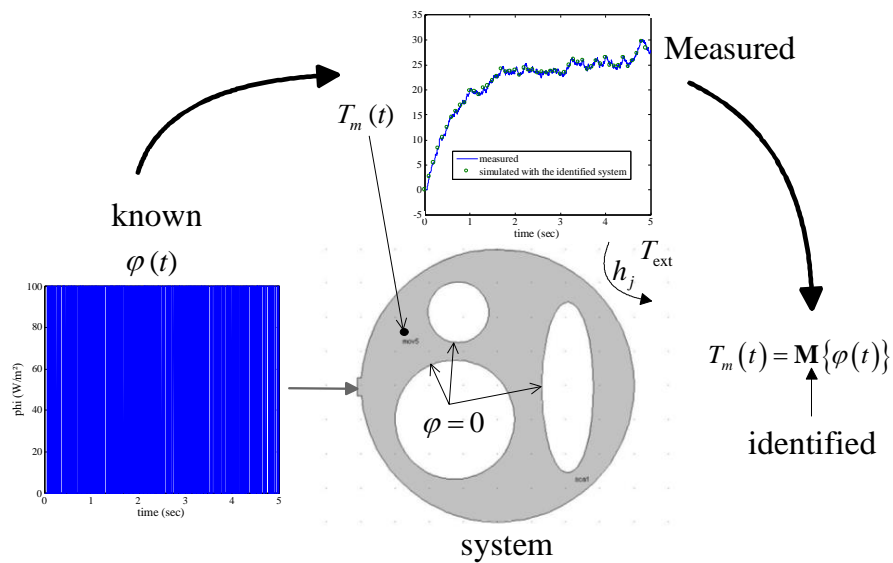 35
30
25
20
15
10
5
0
-5
0 1 2 3 4 5
time (sec)
measured
simulated with the identified system
Measured
T_m (t)
known
φ(t)
100
80
60
40
20
0
phi (W/m²)
0 1 2 3 4 5
time (sec)
mov5
φ = 0
T_ext
h_j
T_m (t) = M{φ(t)}
identified
system